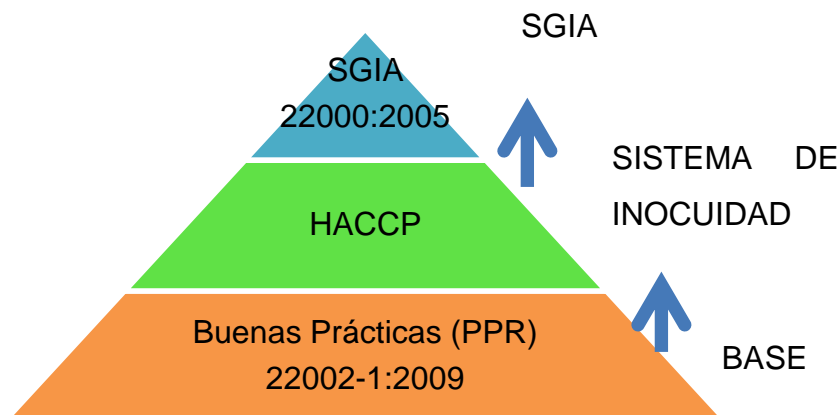 SGIA
SGIA
22000:2005
SISTEMA DE
INOCUIDAD
HACCP
Buenas Prácticas (PPR)
22002-1:2009
BASE